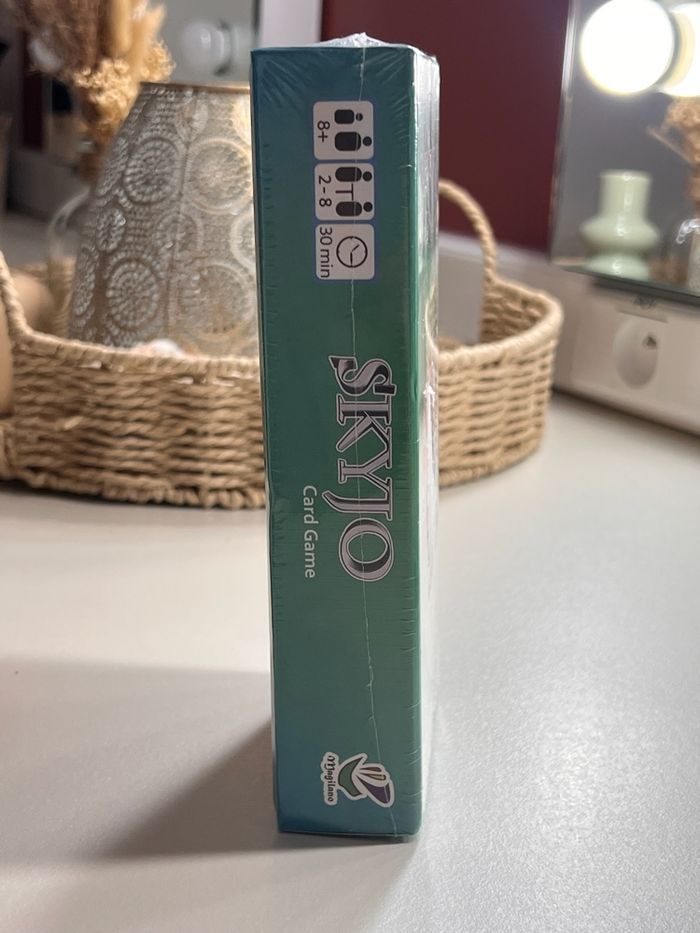 8+
2 - 8
30 min
SKYJO
Card Game
Magilano